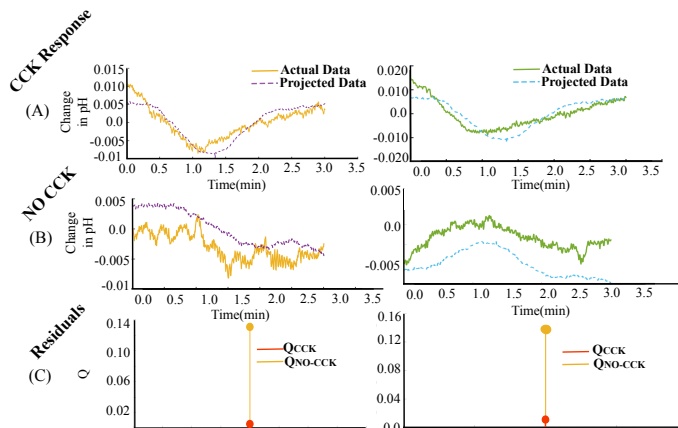 CCK Response
(A)
Change
in pH
0.015
0.010
0.005
0.0
-0.005
-0.01
Actual Data
Projected Data
0.0 0.5 1.0 1.5 2.0 2.5 3.0 3.5
Time(min)
0.020
0.010
0.0
-0.010
-0.020
Actual Data
Projected Data
0.0 0.5 1.0 1.5 2.0 2.5 3.0 3.5
Time(min)
NO CCK
(B)
Change
in pH
0.005
0.0
-0.005
-0.01
0.0 0.5 1.0 1.5 2.0 2.5 3.0 3.5
Time(min)
0.005
-0.005
0.0 0.5 1.0 1.5 2.0 2.5 3.0 3.5
Time(min)
Residuals
(C)
Q
0.14
0.10
0.06
0.02
QCCK
QNO-CCK
0.16
0.12
0.08
0.04
0.0
QCCK
QNO-CCK